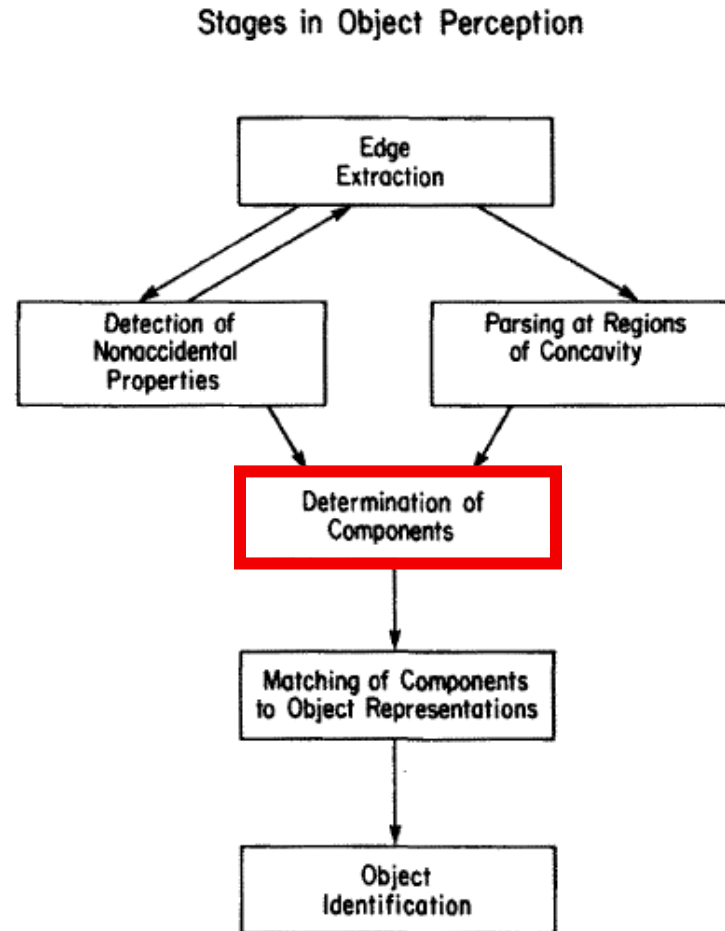 Stages in Object Perception
Edge
Extraction
Detection of
Nonaccidental
Properties
Parsing at Regions
of Concavity
Determination of
Components
Matching of Components
to Object Representations
Object
Identification